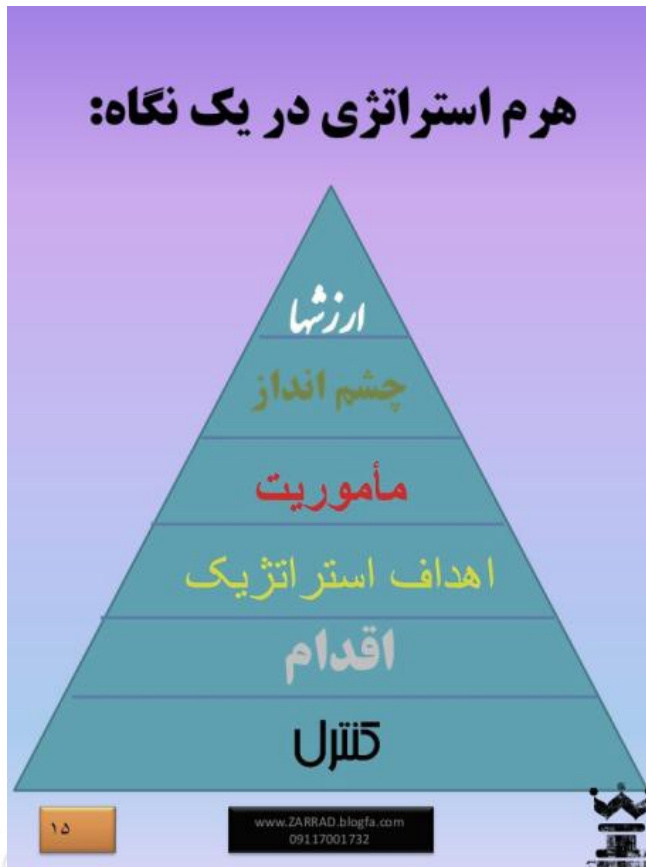 هرم استراتژی در یک نگاه:
ارزشها
چشم انداز
مأموریت
اهداف استراتژیک
اقدام
کنترل
۱۵
www.ZARRAD.blogfa.com
09117001732